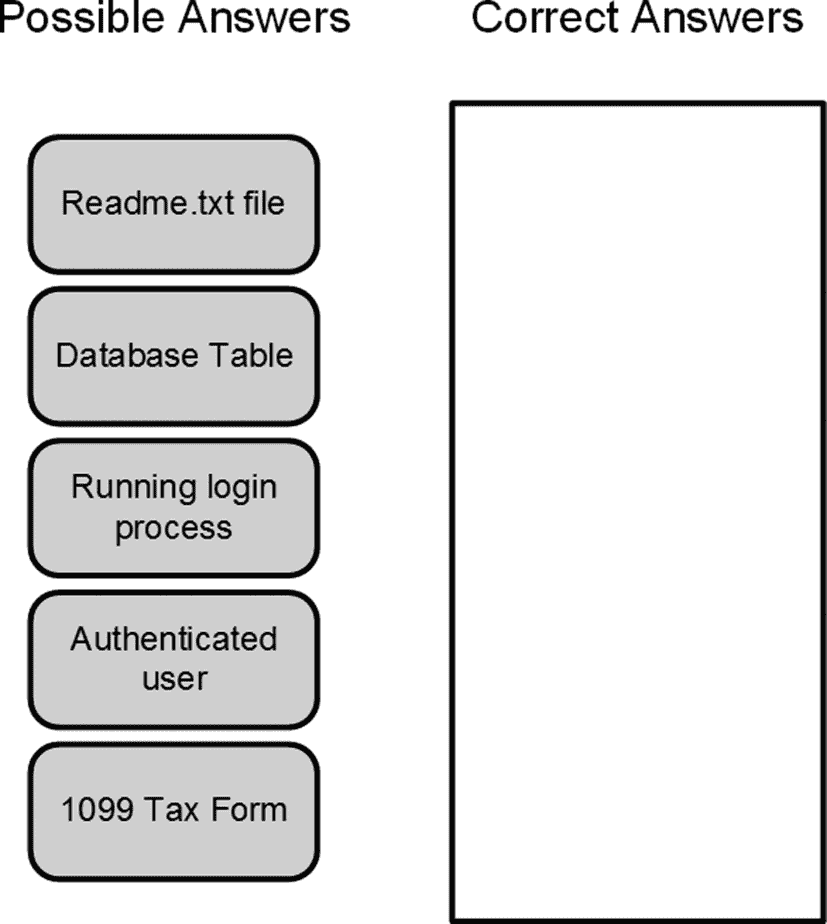 Possible Answers
Correct Answers
Readme.txt file
Database Table
Running login
process
Authenticated
user
1099 Tax Form